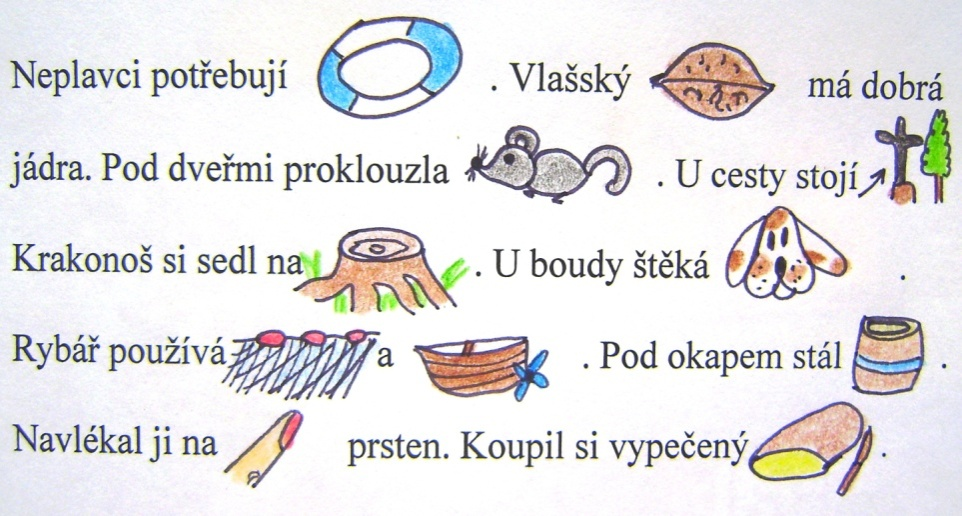 Neplavci potřebují . Vlašský má dobrá
jádra. Pod dveřmi proklouzla . U cesty stojí
Krakonoš si sedl na . U boudy štěká .
Rybář používá a . Pod okapem stál .
Navlékal ji na prsten. Koupil si vypečený .